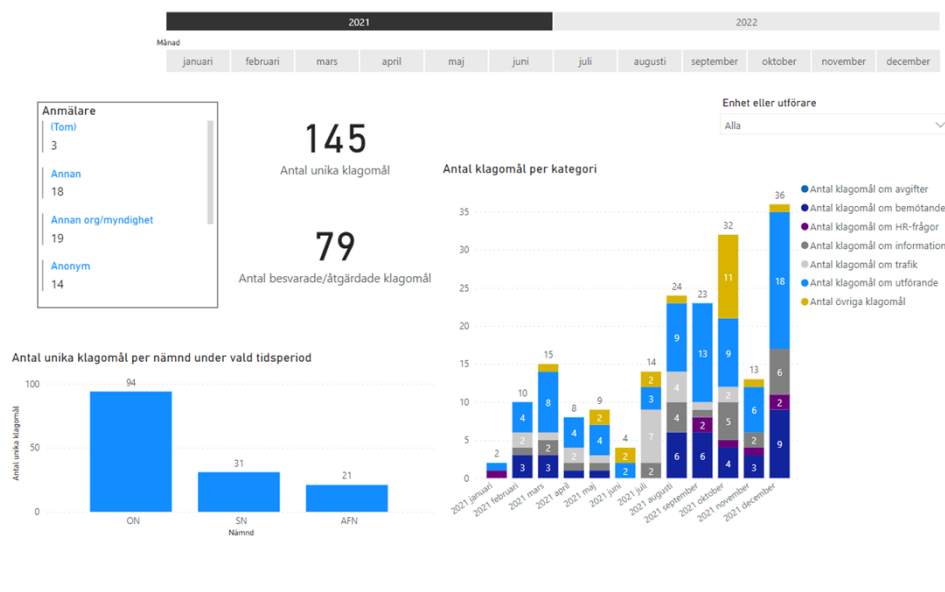 2021
2022
Månad
januari
februari
mars
april
maj
juni
juli
augusti
september
oktober
november
december
Anmälare
(Tom)
3
Annan
18
Annan org/myndighet
19
Anonym
14
145
Antal unika klagomål
79
Antal besvarade/åtgärdade klagomål
Enhet eller utförare
Alla
Antal klagomål per kategori
35
30
25
20
15
10
5
0
2
10
4
2
3
15
8
2
3
8
4
2
9
2
4
4
2
2
14
2
3
7
2
24
9
4
4
6
23
13
2
6
32
11
9
2
5
4
13
6
2
3
36
18
6
2
9
2021 januari
2021 februari
2021 mars
2021 april
2021 maj
2021 juni
2021 juli
2021 augusti
2021 september
2021 oktober
2021 november
2021 december
Antal klagomål om avgifter
Antal klagomål om bemötande
Antal klagomål om HR-frågor
Antal klagomål om information
Antal klagomål om trafik
Antal klagomål om utförande
Antal övriga klagomål
Antal unika klagomål per nämnd under vald tidsperiod
Antal unika klagomål
100
50
0
94
31
21
ON
SN
AFN
Nämnd